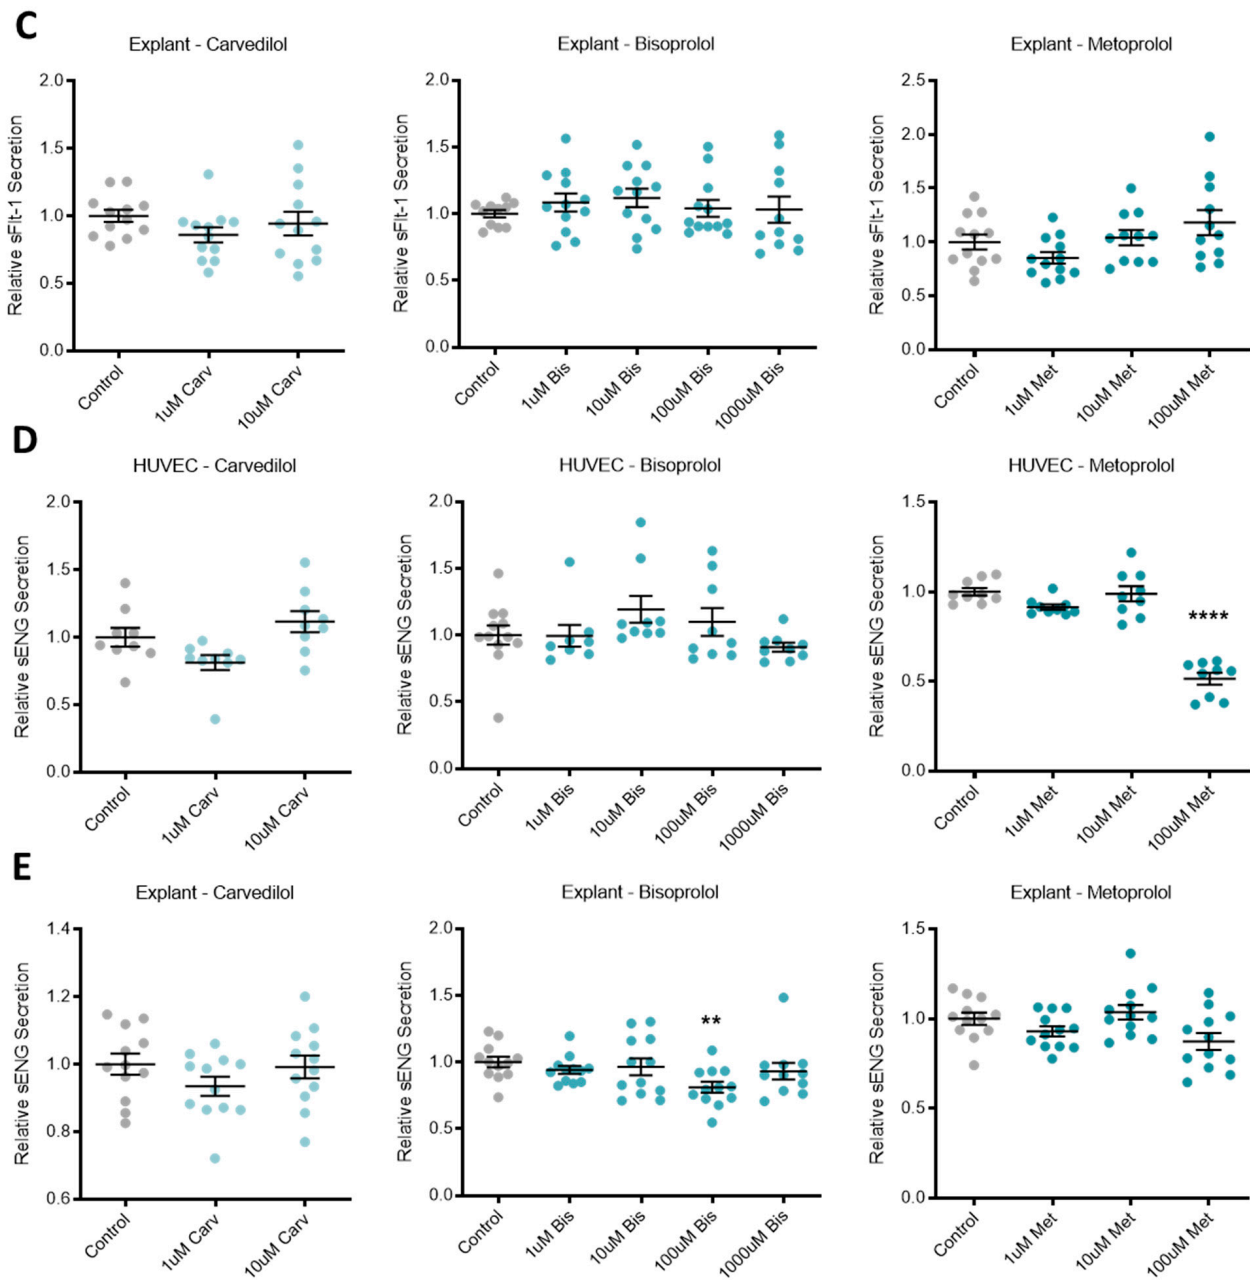 C
Explant - Carvedilol
Explant - Bisoprolol
Explant - Metoprolol
Relative sFlt-1 Secretion
2.0
1.5
1.0
0.5
0.0
Control
1uM Carv
10uM Carv
Relative sFlt-1 Secretion
2.0
1.5
1.0
0.5
0.0
Control
1uM Bis
10uM Bis
100uM Bis
1000uM Bis
Relative sFlt-1 Secretion
2.5
2.0
1.5
1.0
0.5
0.0
Control
1uM Met
10uM Met
100uM Met
D
HUVEC - Carvedilol
HUVEC - Bisoprolol
HUVEC - Metoprolol
Relative sENG Secretion
2.0
1.5
1.0
0.5
0.0
Control
1uM Carv
10uM Carv
Relative sENG Secretion
2.0
1.5
1.0
0.5
0.0
Control
1uM Bis
10uM Bis
100uM Bis
1000uM Bis
Relative sENG Secretion
1.5
1.0
0.5
0.0
****
Control
1uM Met
10uM Met
100uM Met
E
Explant - Carvedilol
Explant - Bisoprolol
Explant - Metoprolol
Relative sENG Secretion
1.4
1.2
1.0
0.8
0.6
Control
1uM Carv
10uM Carv
Relative sENG Secretion
2.0
1.5
1.0
0.5
0.0
**
Control
1uM Bis
10uM Bis
100uM Bis
1000uM Bis
Relative sENG Secretion
1.5
1.0
0.5
0.0
Control
1uM Met
10uM Met
100uM Met